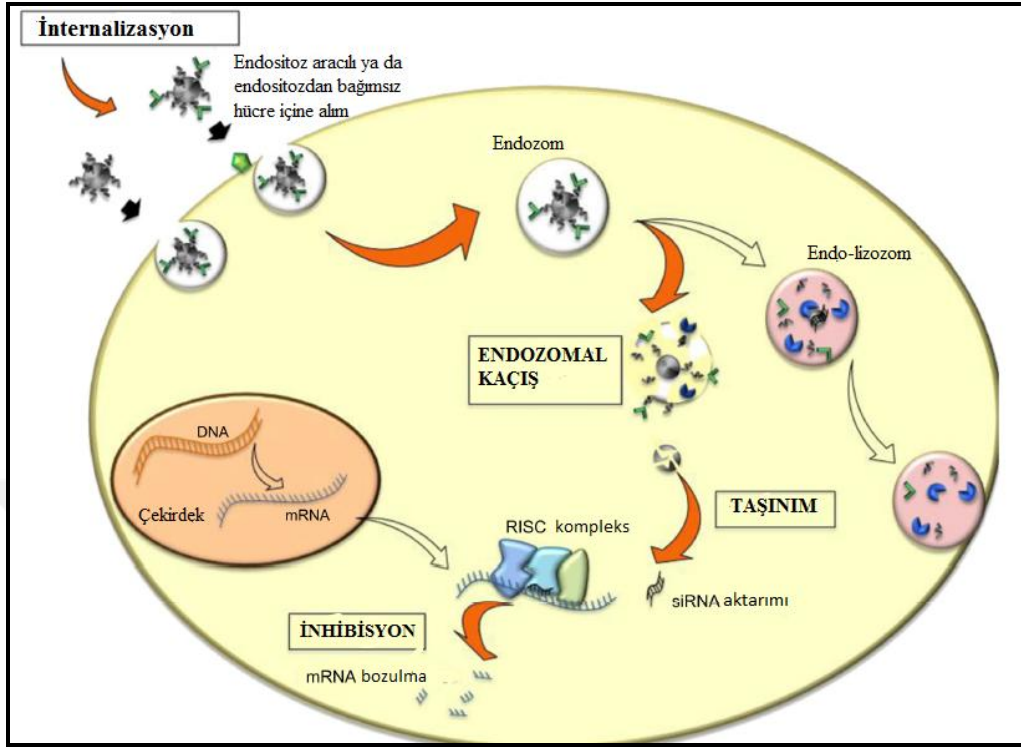 İnternalizasyon
Endositoz aracılı ya da
endositozdan bağımsız
hücre içine alım
Endozom
Endo-lizozom
ENDOZOMAL
KAÇIŞ
DNA
Çekirdek
mRNA
TAŞINIM
RISC kompleks
siRNA aktarımı
İNHİBİSYON
mRNA bozulma